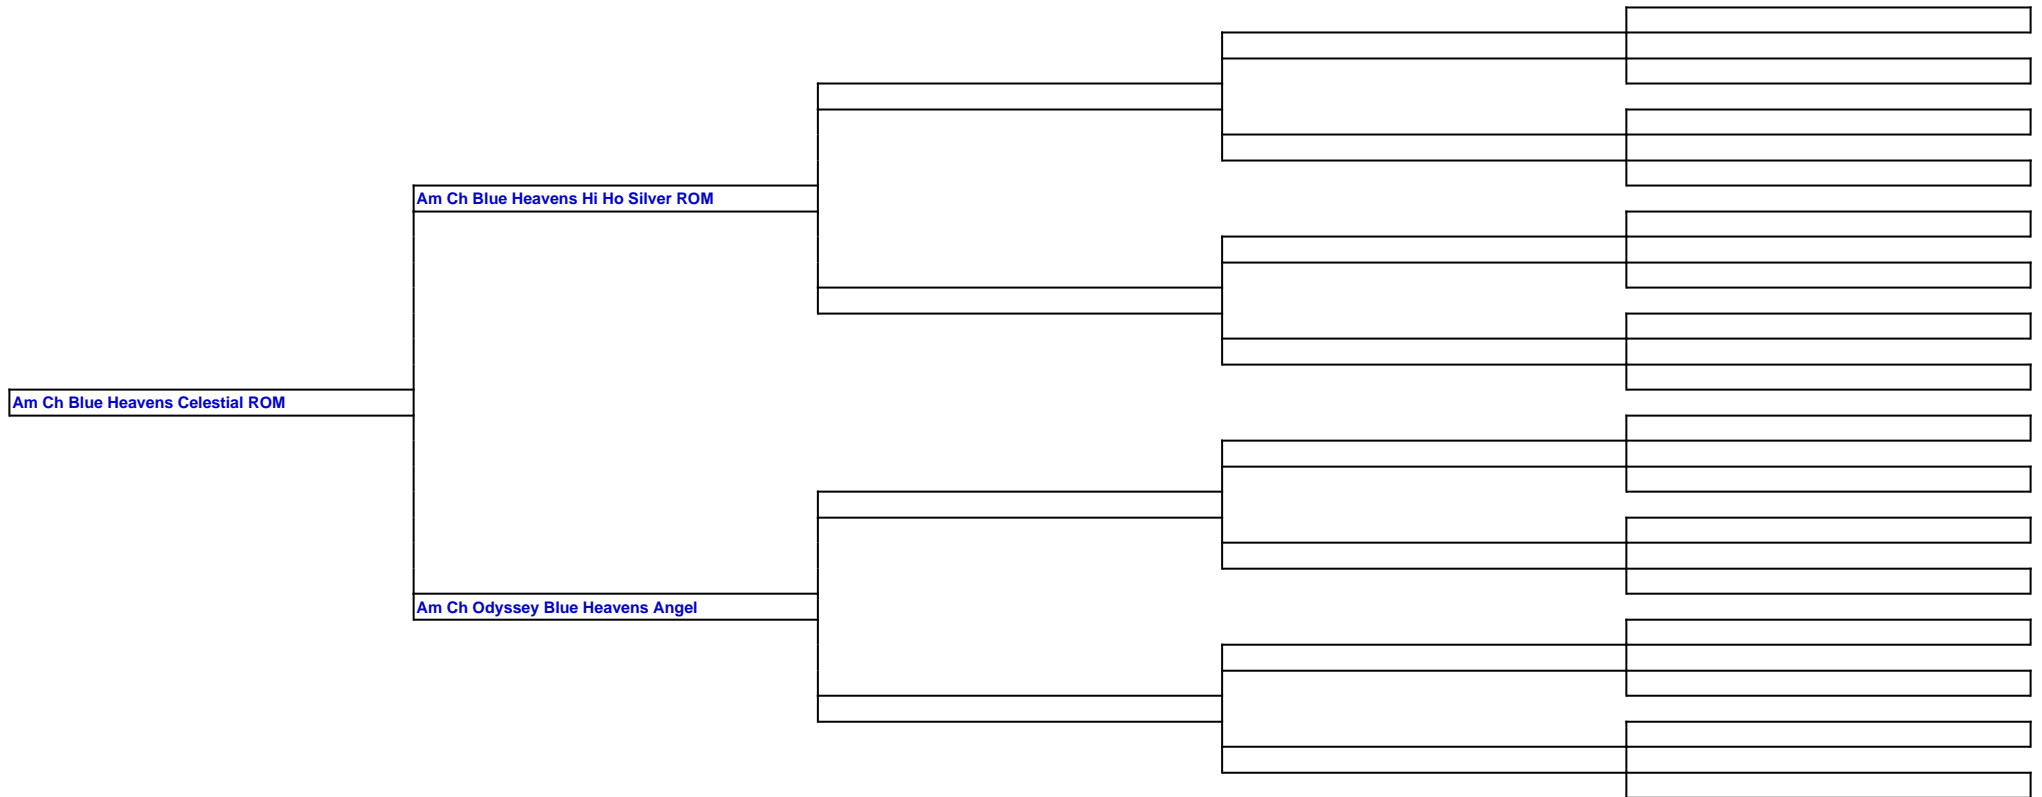 Am Ch Blue Heavens Hi Ho Silver ROM
Am Ch Blue Heavens Celestial ROM
Am Ch Odyssey Blue Heavens Angel